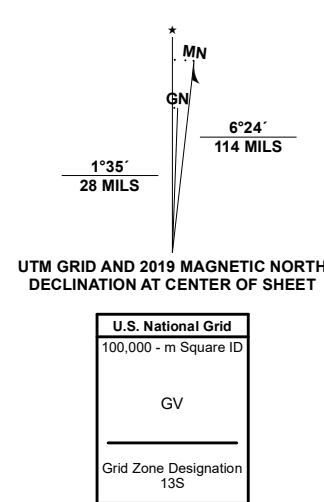 ★
MN
GN
6°24´
114 MILS
1°35´
28 MILS
UTM GRID AND 2019 MAGNETIC NORTH
DECLINATION AT CENTER OF SHEET
U.S. National Grid
100,000 - m Square ID
GV
Grid Zone Designation
13S